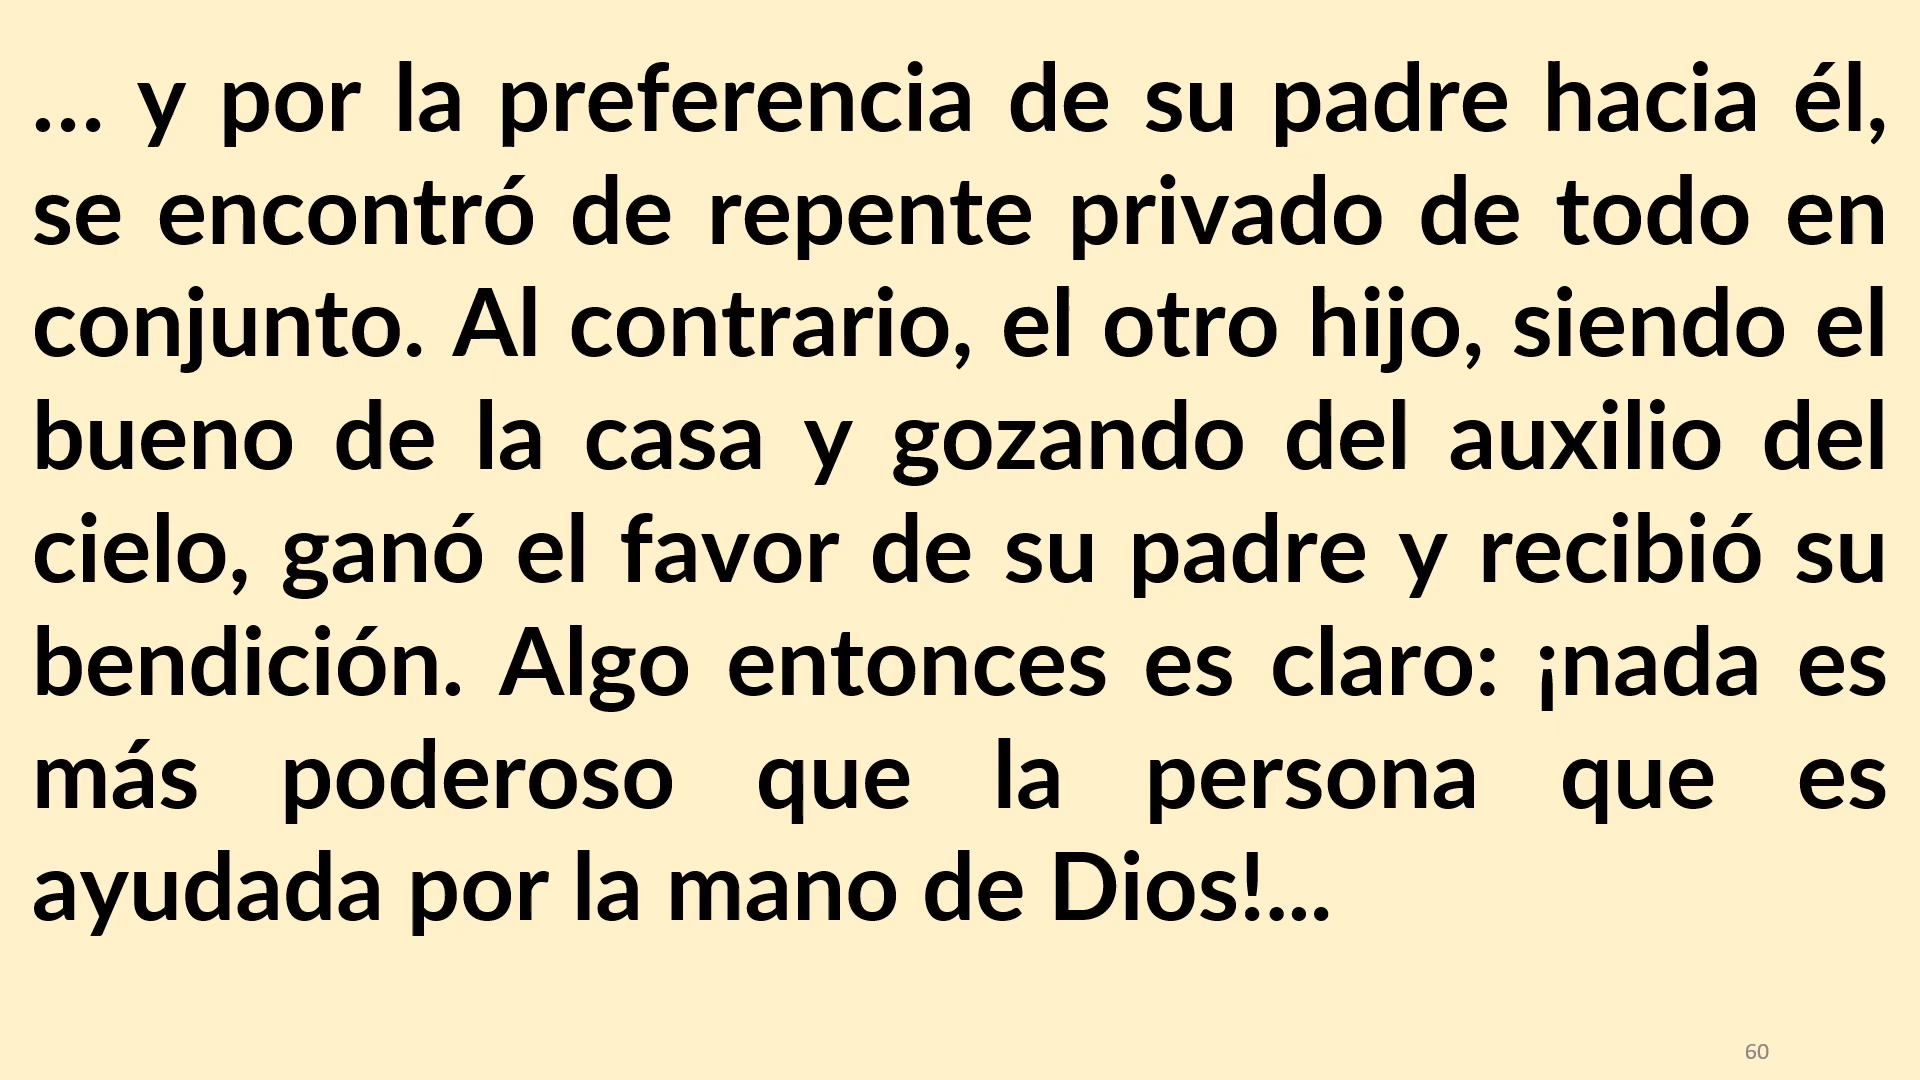 ... y por la preferencia de su padre hacia él,
se encontró de repente privado de todo en
conjunto. Al contrario, el otro hijo, siendo el
bueno de la casa y gozando del auxilio del
cielo, ganó el favor de su padre y recibió su
bendición. Algo entonces es claro: ¡nada es
más poderoso que la persona que es
ayudada por la mano de Dios!...
60